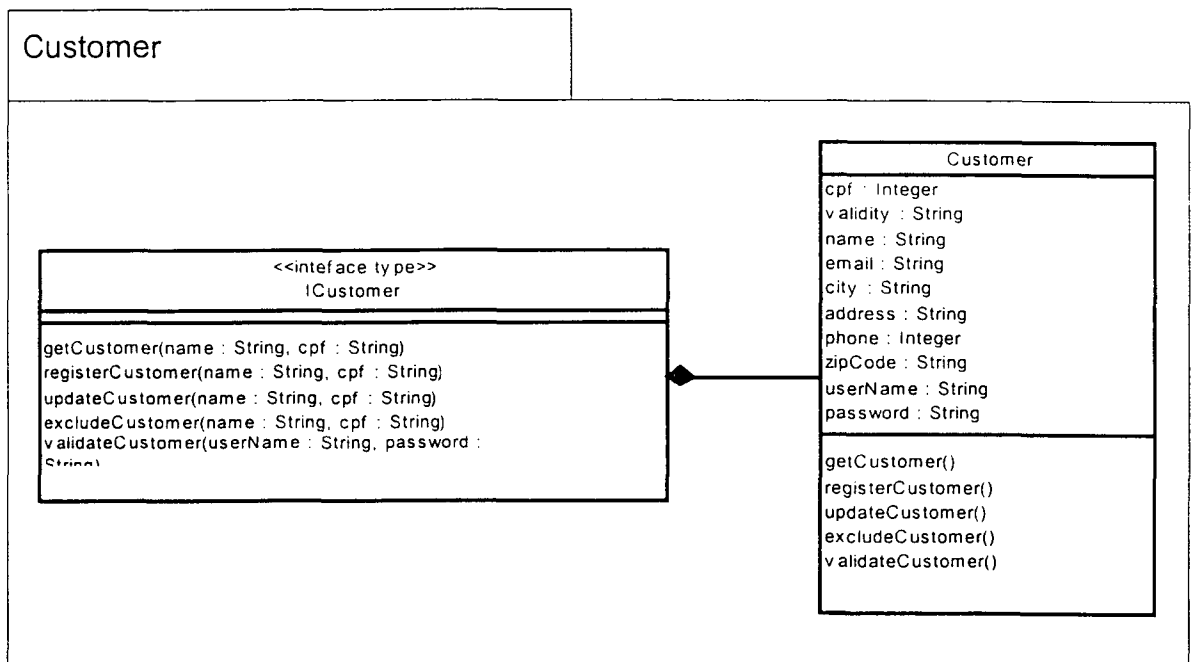 Customer
<<inteface type>>
ICustomer
getCustomer(name : String, cpf : String)
registerCustomer(name : String, cpf : String)
updateCustomer(name : String, cpf : String)
excludeCustomer(name : String, cpf : String)
validateCustomer(userName : String, password :
String)
Customer
cpf : Integer
validity : String
name : String
email : String
city : String
address : String
phone : Integer
zipCode : String
userName : String
password : String
getCustomer()
registerCustomer()
updateCustomer()
excludeCustomer()
validateCustomer()